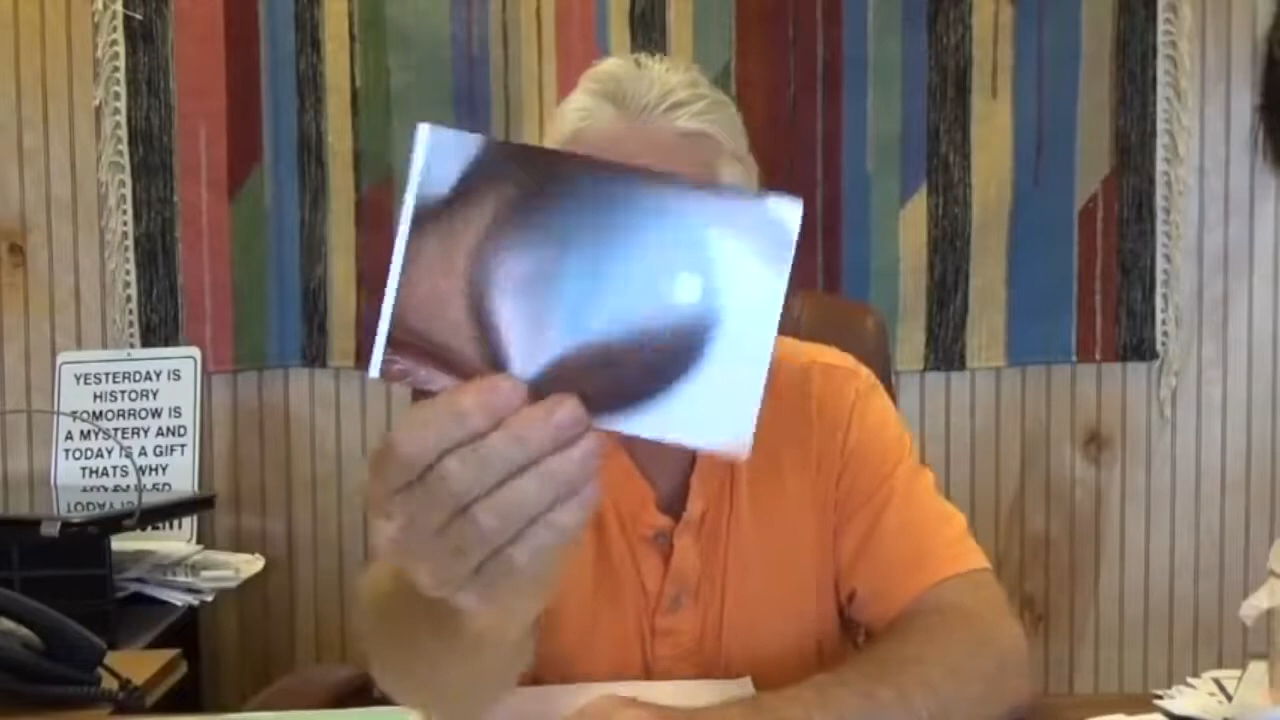 YESTERDAY IS
HISTORY
TOMORROW IS
A MYSTERY AND
TODAY IS A GIFT
THATS WHY